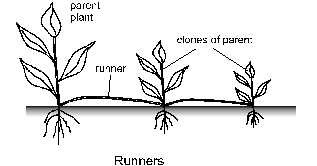 parent
plant
clones of parent
runner
Runners